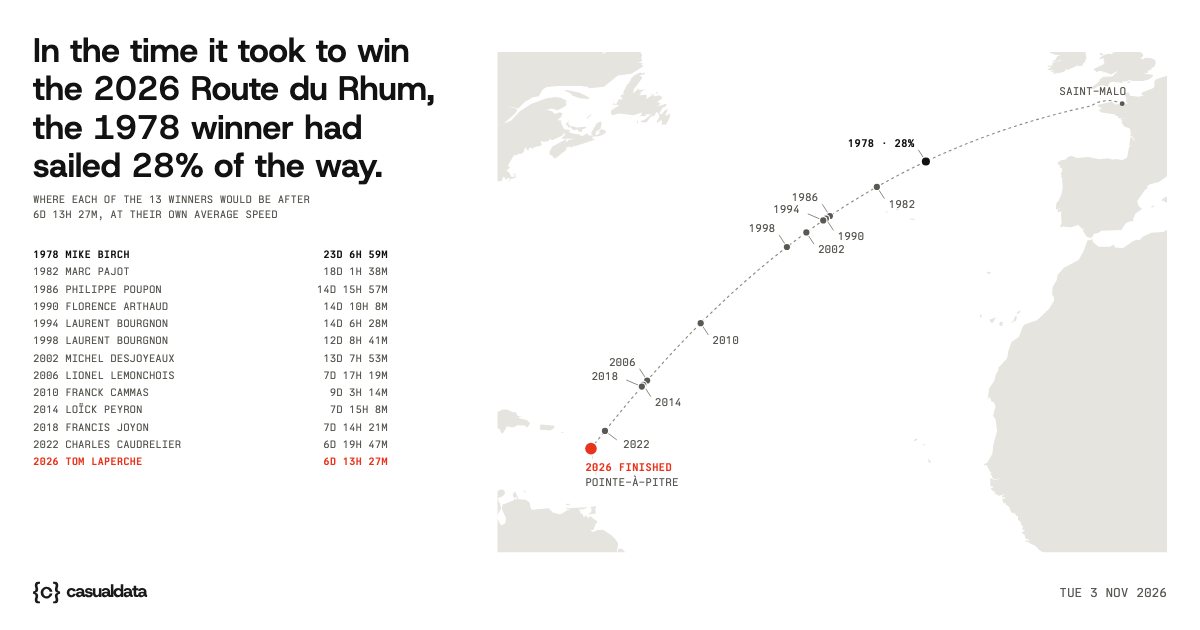 In the time it took to win
the 2026 Route du Rhum,
the 1978 winner had
sailed 28% of the way.
WHERE EACH OF THE 13 WINNERS WOULD BE AFTER
6D 13H 27M, AT THEIR OWN AVERAGE SPEED
1978 MIKE BIRCH 23D 6H 59M
1982 MARC PAJOT 18D 1H 38M
1986 PHILIPPE POUPON 14D 15H 57M
1990 FLORENCE ARTHAUD 14D 10H 8M
1994 LAURENT BOURGNON 14D 6H 28M
1998 LAURENT BOURGNON 12D 8H 41M
2002 MICHEL DESJOYEAUX 13D 7H 53M
2006 LIONEL LEMONCHOIS 7D 17H 19M
2010 FRANCK CAMMAS 9D 3H 14M
2014 LOÏCK PEYRON 7D 15H 8M
2018 FRANCIS JOYON 7D 14H 21M
2022 CHARLES CAUDRELIER 6D 19H 47M
2026 TOM LAPERCHE 6D 13H 27M
SAINT-MALO
1978 · 28%
1982
1986
1994
1990
1998
2002
2010
2006
2018
2014
2022
2026 FINISHED
POINTE-À-PITRE
{c} casualdata
TUE 3 NOV 2026